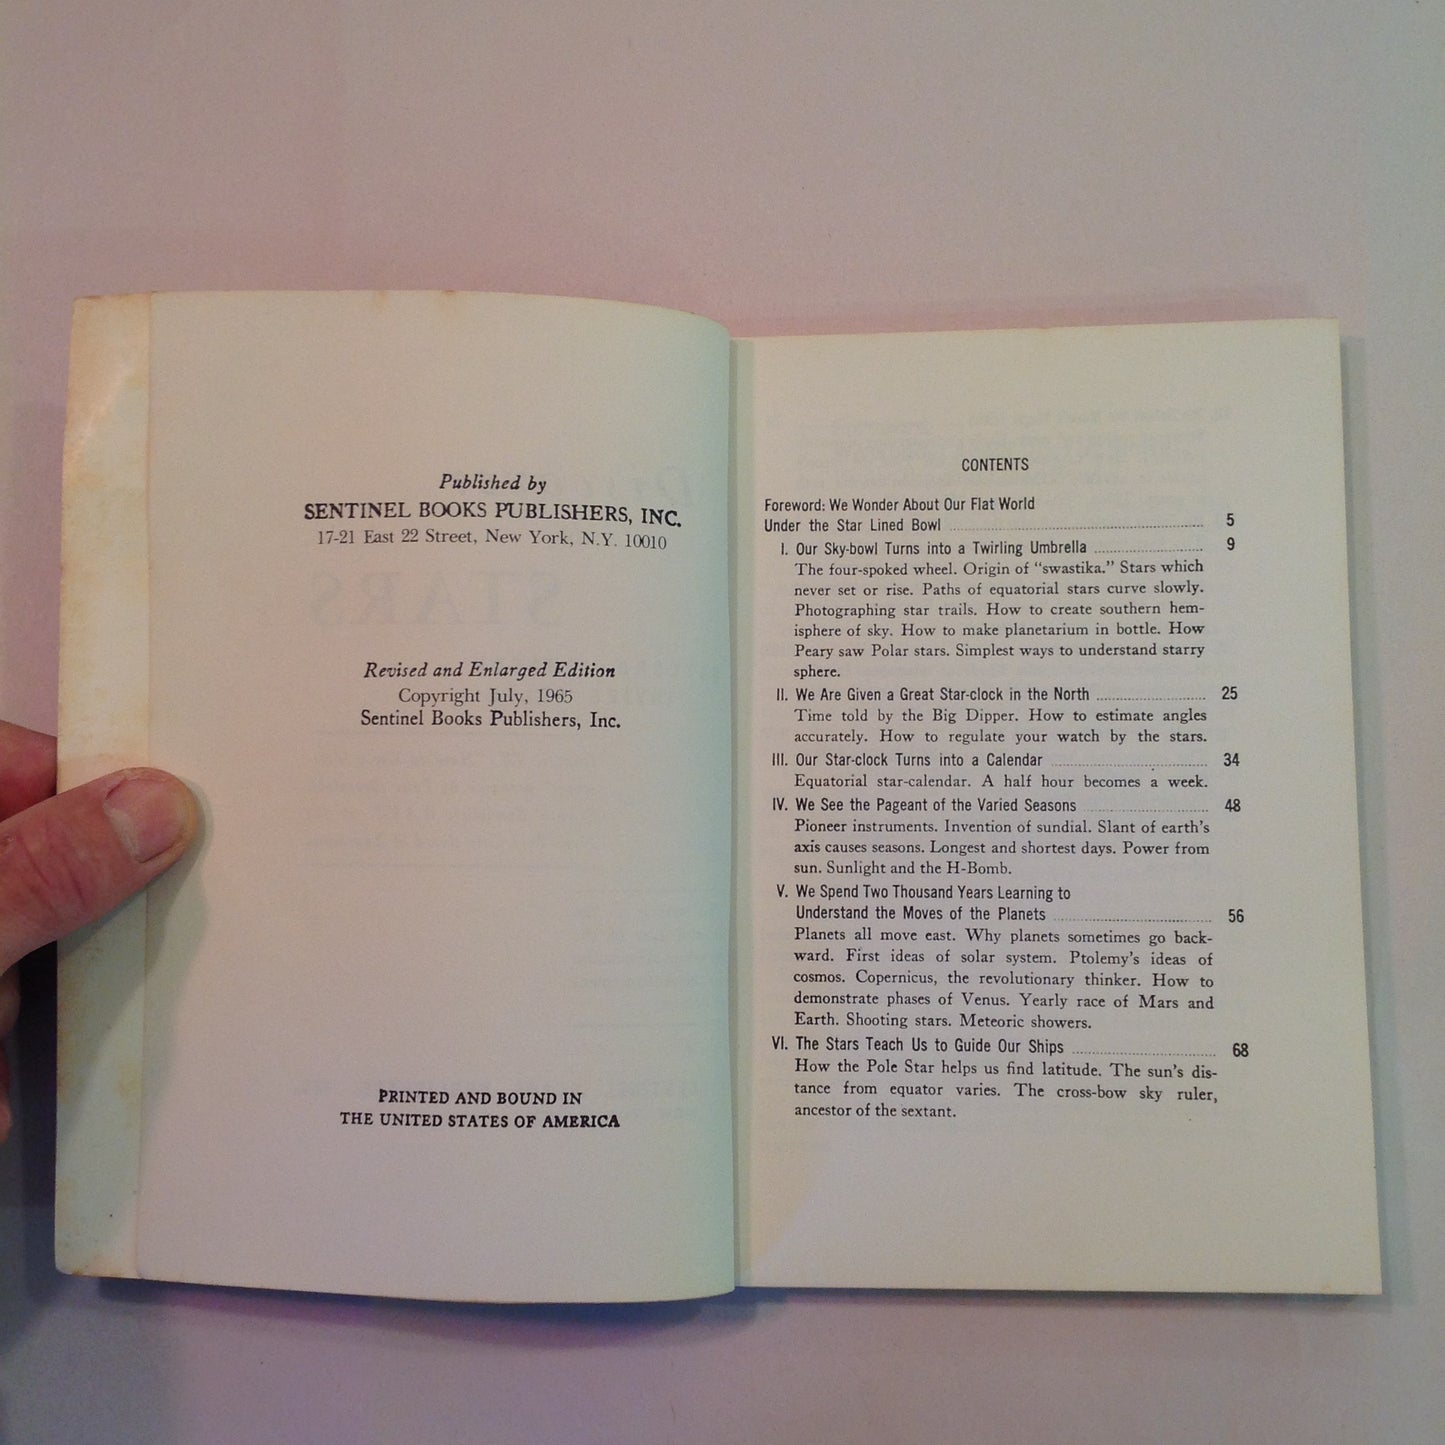 Published by
SENTINEL BOOKS PUBLISHERS, INC.
17-21 East 22 Street, New York, N.Y. 10010
Revised and Enlarged Edition
Copyright July, 1965
Sentinel Books Publishers, Inc.
PRINTED AND BOUND IN
THE UNITED STATES OF AMERICA
CONTENTS
Foreword: We Wonder About Our Flat World
Under the Star Lined Bowl 5
I. Our Sky-bowl Turns into a Twirling Umbrella 9
The four-spoked wheel. Origin of "swastika." Stars which
never set or rise. Paths of equatorial stars curve slowly.
Photographing star trails. How to create southern hem-
isphere of sky. How to make planetarium in bottle. How
Peary saw Polar stars. Simplest ways to understand starry
sphere.
II. We Are Given a Great Star-clock in the North 25
Time told by the Big Dipper. How to estimate angles
accurately. How to regulate your watch by the stars.
III. Our Star-clock Turns into a Calendar 34
Equatorial star-calendar. A half hour becomes a week.
IV. We See the Pageant of the Varied Seasons 48
Pioneer instruments. Invention of sundial. Slant of earth's
axis causes seasons. Longest and shortest days. Power from
sun. Sunlight and the H-Bomb.
V. We Spend Two Thousand Years Learning to
Understand the Moves of the Planets 56
Planets all move east. Why planets sometimes go back-
ward. First ideas of solar system. Ptolemy's ideas of
cosmos. Copernicus, the revolutionary thinker. How to
demonstrate phases of Venus. Yearly race of Mars and
Earth. Shooting stars. Meteoric showers.
VI. The Stars Teach Us to Guide Our Ships 68
How the Pole Star helps us find latitude. The sun's dis-
tance from equator varies. The cross-bow sky ruler,
ancestor of the sextant.